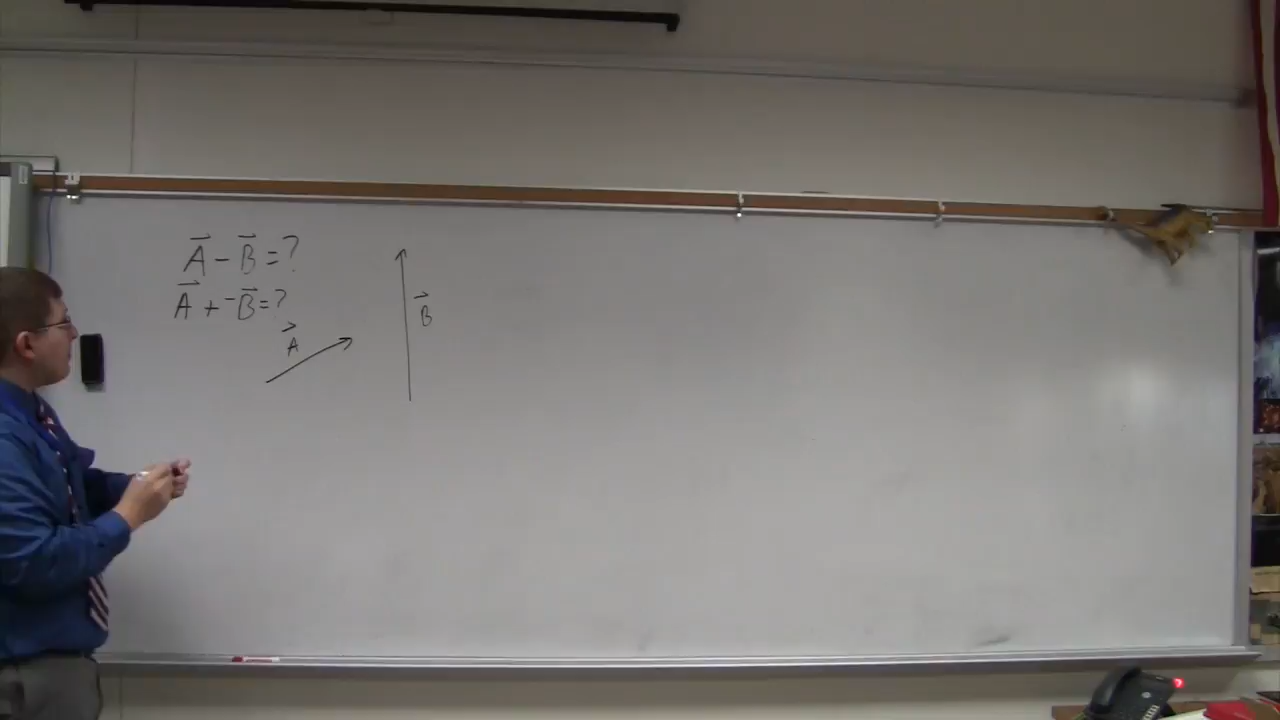 A⃗ − B⃗ = ?
A⃗ + −B⃗ = ?
A⃗
B⃗